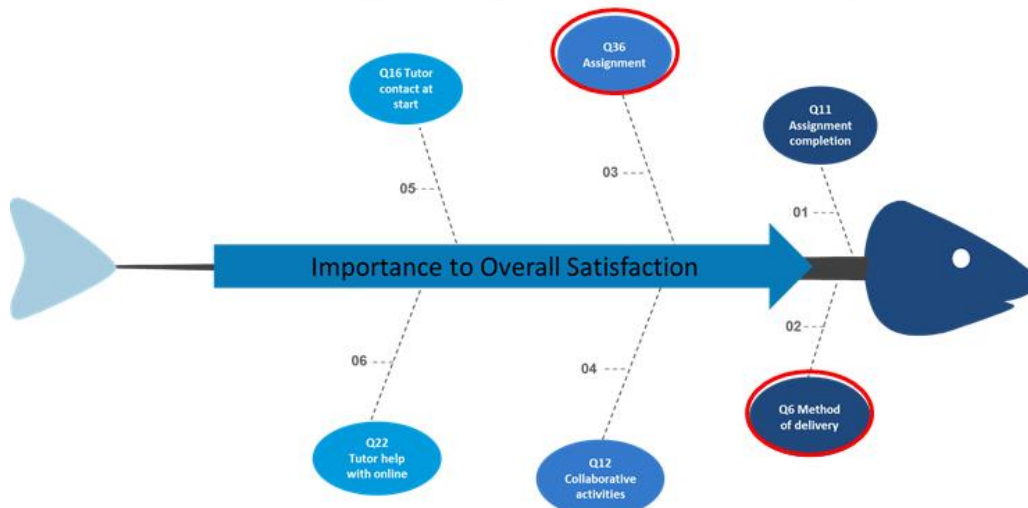 Q36
Assignment
Q16 Tutor
contact at
start
Q11
Assignment
completion
03
05
01
Importance to Overall Satisfaction
02
06
04
Q6 Method
of delivery
Q22
Tutor help
with online
Q12
Collaborative
activities